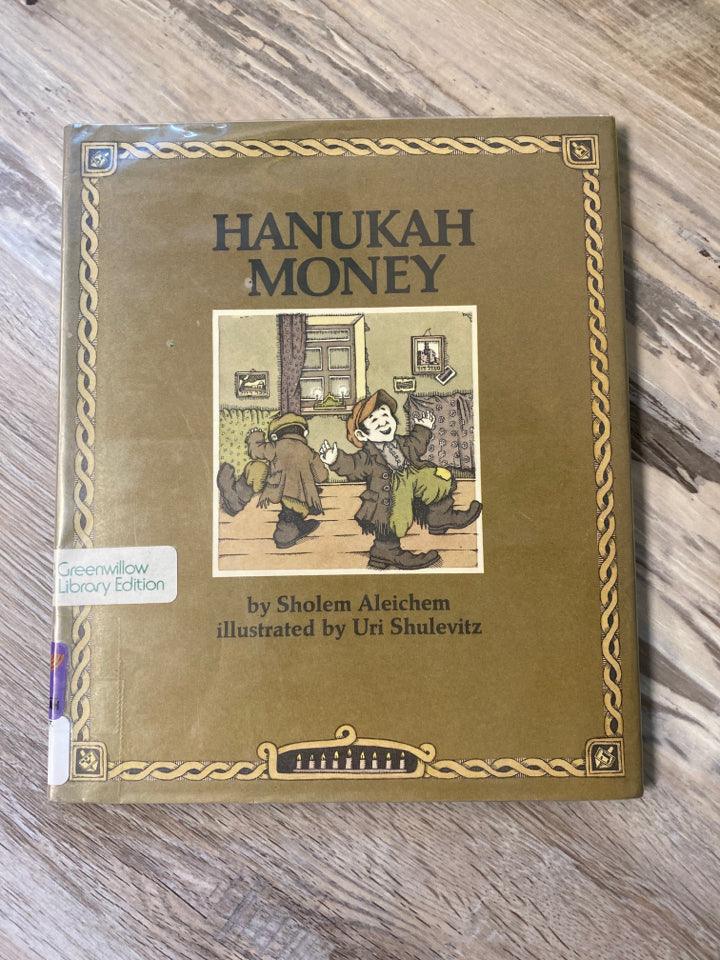 HANUKAH
MONEY
Greenwillow
Library Edition
by Sholem Aleichem
illustrated by Uri Shulevitz